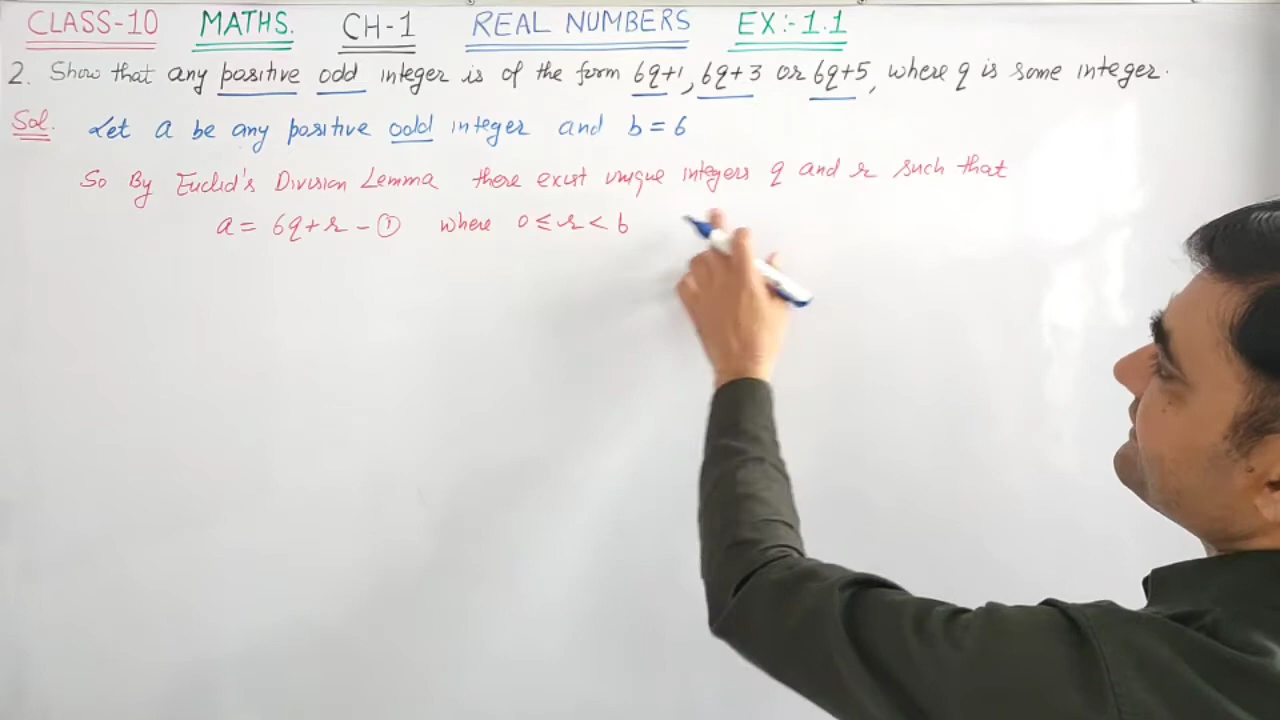 CLASS-10 MATHS. CH-1 REAL NUMBERS EX:-1.1
2. Show that any positive odd integer is of the form 6q+1, 6q+3 or 6q+5, where q is some integer.
Sol. Let a be any positive odd integer and b = 6
So By Euclid's Division Lemma there exist unique integers q and r such that
a = 6q+r - ① where 0 ≤ r < 6